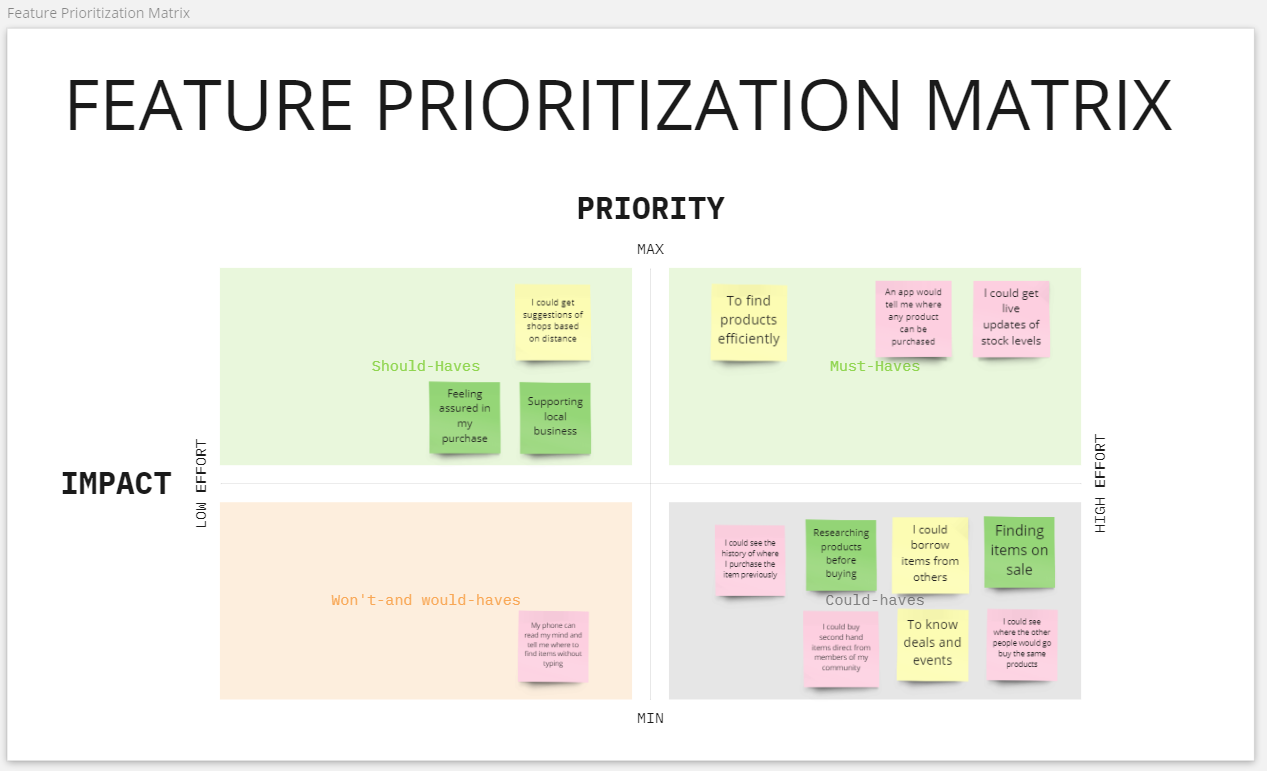 Feature Prioritization Matrix
FEATURE PRIORITIZATION MATRIX
PRIORITY
MAX
I could get
suggestions of
shops based
on distance
Should-Haves
Feeling
assured in
my
purchase
Supporting
local
business
To find
products
efficiently
An app would
tell me where
any product
can be
purchased
I could get
live
updates of
stock levels
Must-Haves
IMPACT
LOW EFFORT
HIGH EFFORT
Won't-and would-haves
My phone can
read my mind and
tell me where to
find items without
typing
I could see the
history of where
I purchase the
item previously
Researching
products
before
buying
I could
borrow
items from
others
Finding
items on
sale
Could-haves
I could buy
second hand
items direct from
members of my
community
To know
deals and
events
I could see
where the other
people would go
buy the same
products
MIN